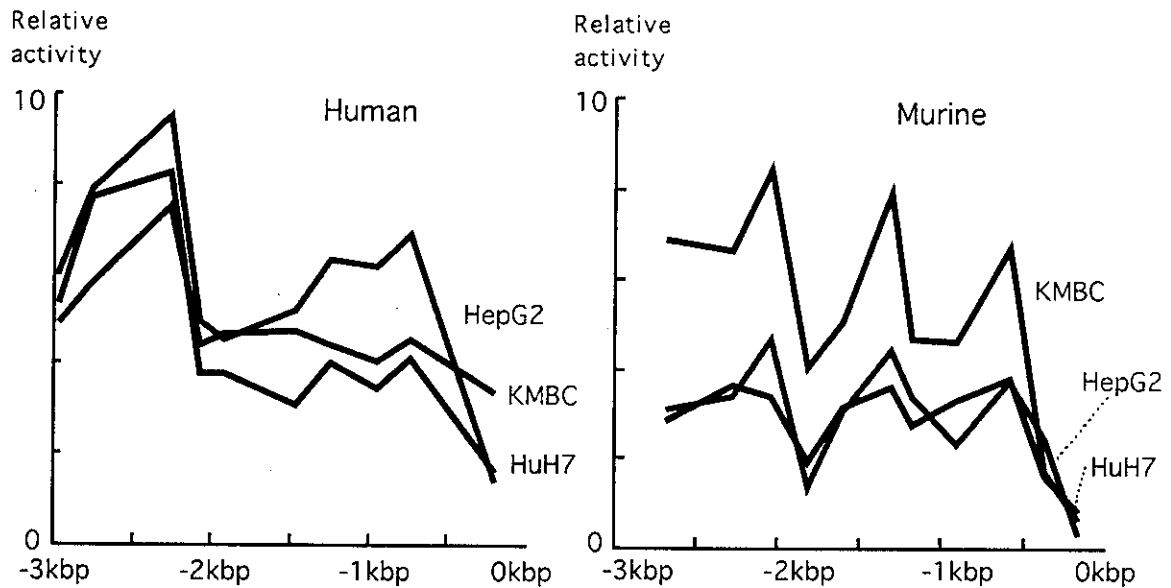 Relative
activity
10
Human
HepG2
KMBC
HuH7
0
-3kbp -2kbp -1kbp 0kbp
Relative
activity
10
Murine
KMBC
HepG2
HuH7
0
-3kbp -2kbp -1kbp 0kbp